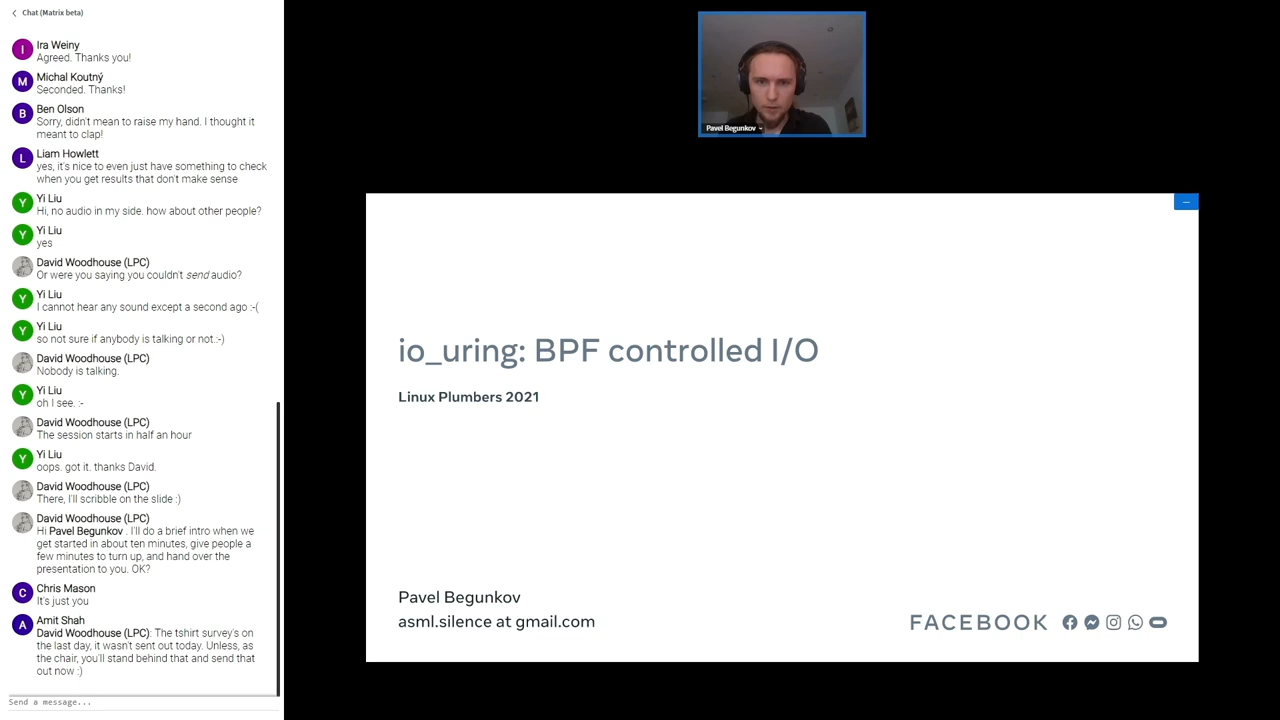 Chat (Matrix beta)
I
Ira Weiny
Agreed. Thanks you!
M
Michal Koutný
Seconded. Thanks!
B
Ben Olson
Sorry, didn't mean to raise my hand. I thought it
meant to clap!
L
Liam Howlett
yes, it's nice to even just have something to check
when you get results that don't make sense
Y
Yi Liu
Hi, no audio in my side. how about other people?
Y
Yi Liu
yes
David Woodhouse (LPC)
Or were you saying you couldn't send audio?
Y
Yi Liu
I cannot hear any sound except a second ago :-(
Y
Yi Liu
so not sure if anybody is talking or not.:-)
David Woodhouse (LPC)
Nobody is talking.
Y
Yi Liu
oh I see. :-
David Woodhouse (LPC)
The session starts in half an hour
Y
Yi Liu
oops. got it. thanks David.
David Woodhouse (LPC)
There, I'll scribble on the slide :)
David Woodhouse (LPC)
Hi Pavel Begunkov . I'll do a brief intro when we
get started in about ten minutes, give people a
few minutes to turn up, and hand over the
presentation to you. OK?
C
Chris Mason
It's just you
A
Amit Shah
David Woodhouse (LPC): The tshirt survey's on
the last day, it wasn't sent out today. Unless, as
the chair, you'll stand behind that and send that
out now :)
Send a message...
Pavel Begunkov
io_uring: BPF controlled I/O
Linux Plumbers 2021
Pavel Begunkov
asml.silence at gmail.com
FACEBOOK